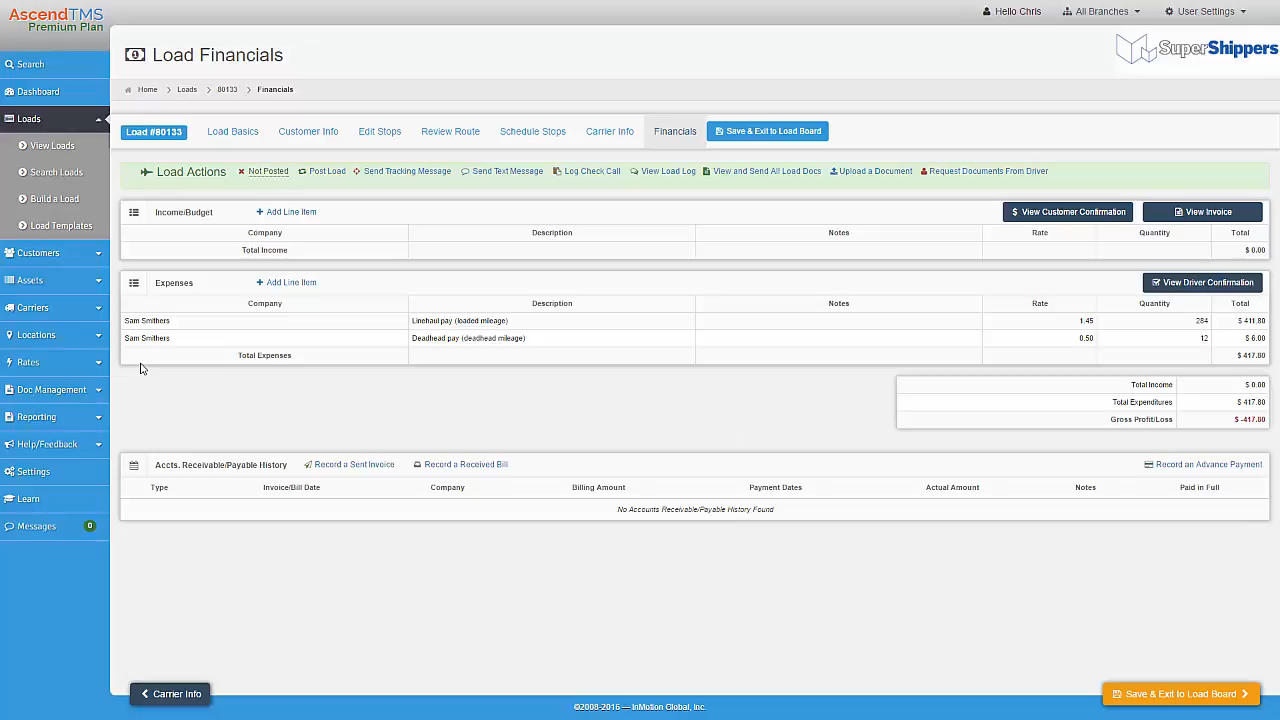 AscendTMS
Premium Plan
Hello Chris
All Branches
User Settings
Search
Dashboard
Loads
View Loads
Search Loads
Build a Load
Load Templates
Customers
Assets
Carriers
Locations
Rates
Doc Management
Reporting
Help/Feedback
Settings
Learn
Messages 0
Load Financials
SuperShippers
Home > Loads > 80133 > Financials
Load #80133 Load Basics Customer Info Edit Stops Review Route Schedule Stops Carrier Info Financials Save & Exit to Load Board
Load Actions Not Posted Post Load Send Tracking Message Send Text Message Log Check Call View Load Log View and Send All Load Docs Upload a Document Request Documents From Driver
Income/Budget + Add Line Item $ View Customer Confirmation View Invoice
Company Description Notes Rate Quantity Total
Total Income $ 0.00
Expenses + Add Line Item View Driver Confirmation
Company Description Notes Rate Quantity Total
Sam Smithers Linehaul pay (loaded mileage) 1.45 284 $ 411.80
Sam Smithers Deadhead pay (deadhead mileage) 0.50 12 $ 6.00
Total Expenses $ 417.80
Total Income $ 0.00
Total Expenditures $ 417.80
Gross Profit/Loss $ -417.80
Accts. Receivable/Payable History Record a Sent Invoice Record a Received Bill Record an Advance Payment
Type Invoice/Bill Date Company Billing Amount Payment Dates Actual Amount Notes Paid in Full
No Accounts Receivable/Payable History Found
Carrier Info
Save & Exit to Load Board
©2008-2016 — InMotion Global, Inc.